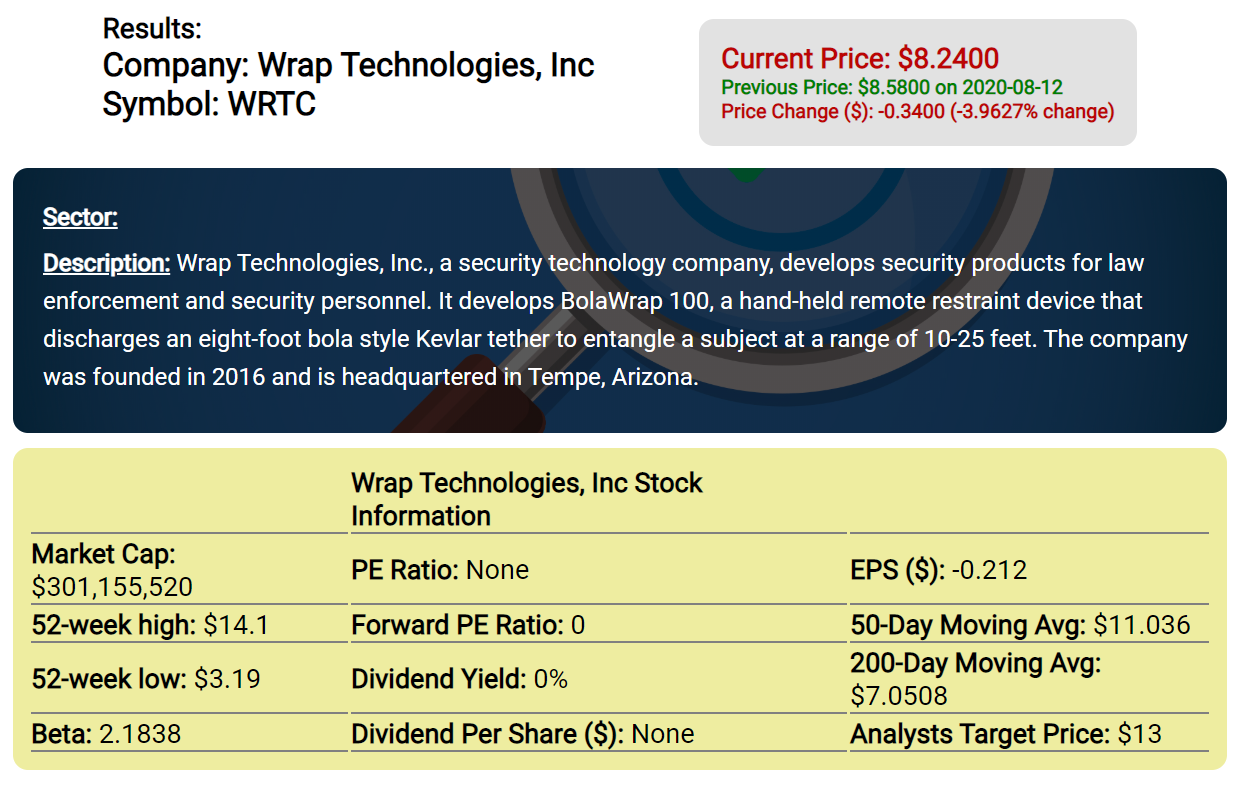 Results:
Company: Wrap Technologies, Inc
Symbol: WRTC
Current Price: $8.2400
Previous Price: $8.5800 on 2020-08-12
Price Change ($): -0.3400 (-3.9627% change)
Sector:
Description: Wrap Technologies, Inc., a security technology company, develops security products for law
enforcement and security personnel. It develops BolaWrap 100, a hand-held remote restraint device that
discharges an eight-foot bola style Kevlar tether to entangle a subject at a range of 10-25 feet. The company
was founded in 2016 and is headquartered in Tempe, Arizona.
Wrap Technologies, Inc Stock
Information
Market Cap:
$301,155,520
PE Ratio: None
EPS ($): -0.212
52-week high: $14.1
Forward PE Ratio: 0
50-Day Moving Avg: $11.036
52-week low: $3.19
Dividend Yield: 0%
200-Day Moving Avg:
$7.0508
Beta: 2.1838
Dividend Per Share ($): None
Analysts Target Price: $13